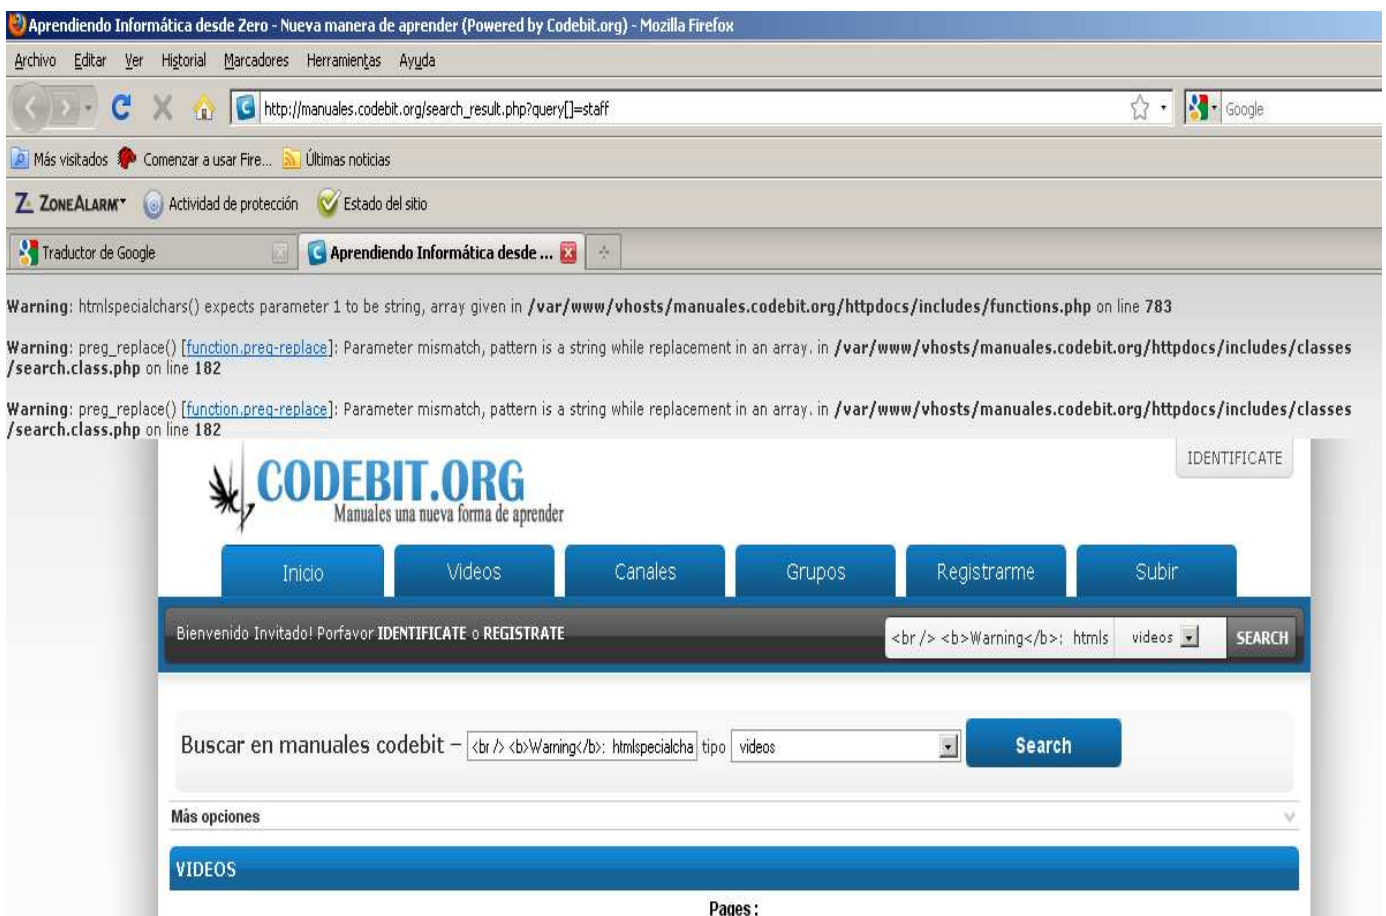 Aprendiendo Informática desde Zero - Nueva manera de aprender (Powered by Codebit.org) - Mozilla Firefox
Archivo Editar Ver Historial Marcadores Herramientas Ayuda
http://manuales.codebit.org/search_result.php?query[]=staff
Google
Más visitados Comenzar a usar Fire... Últimas noticias
ZONEALARM Actividad de protección Estado del sitio
Traductor de Google
Aprendiendo Informática desde ...
Warning: htmlspecialchars() expects parameter 1 to be string, array given in /var/www/vhosts/manuales.codebit.org/httpdocs/includes/functions.php on line 783
Warning: preg_replace() [function.preg-replace]: Parameter mismatch, pattern is a string while replacement in an array. in /var/www/vhosts/manuales.codebit.org/httpdocs/includes/classes
/search.class.php on line 182
Warning: preg_replace() [function.preg-replace]: Parameter mismatch, pattern is a string while replacement in an array. in /var/www/vhosts/manuales.codebit.org/httpdocs/includes/classes
/search.class.php on line 182
CODEBIT.ORG
Manuales una nueva forma de aprender
IDENTIFICATE
Inicio Videos Canales Grupos Registrarme Subir
Bienvenido Invitado! Porfavor IDENTIFICATE o REGISTRATE
<br /> <b>Warning</b>: htmls videos SEARCH
Buscar en manuales codebit – <br /> <b>Warning</b>: htmlspecialcha tipo videos Search
Más opciones
VIDEOS
Pages :